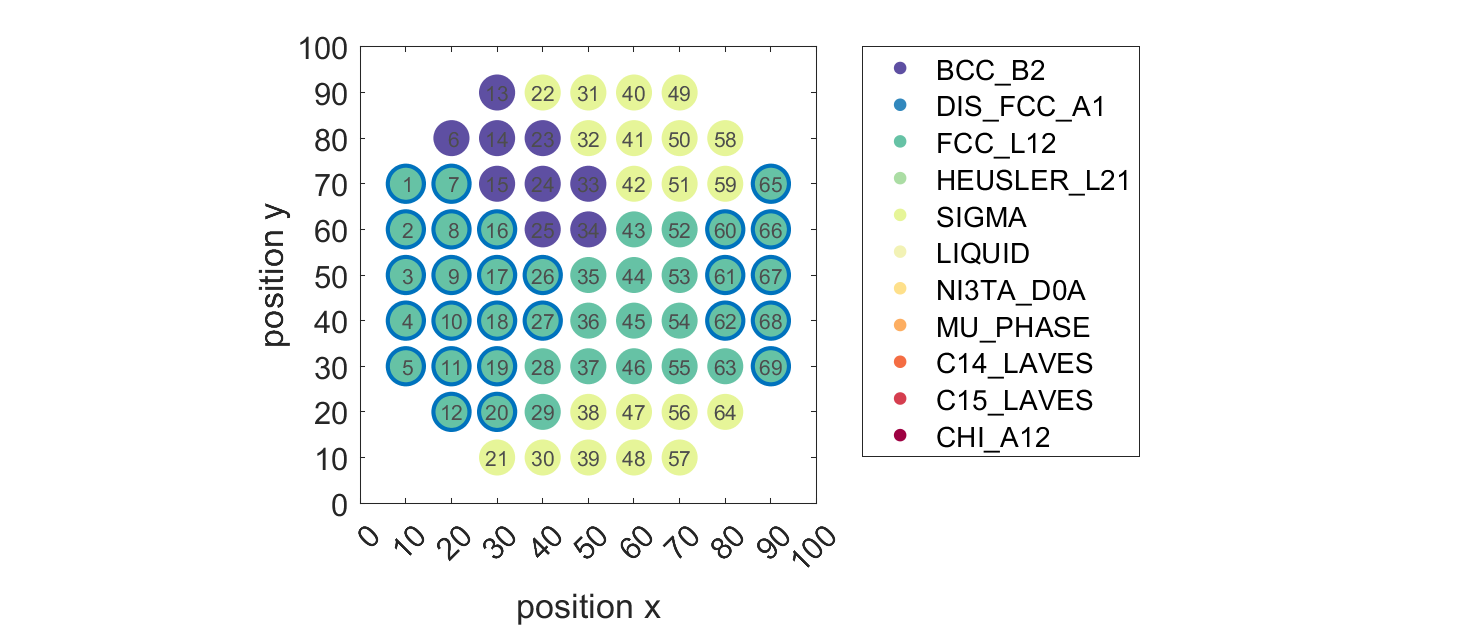 100
90
80
70
60
50
40
30
20
10
0
position y
13 22 31 40 49
6 14 23 32 41 50 58
1 7 15 24 33 42 51 59 65
2 8 16 25 34 43 52 60 66
3 9 17 26 35 44 53 61 67
4 10 18 27 36 45 54 62 68
5 11 19 28 37 46 55 63 69
12 20 29 38 47 56 64
21 30 39 48 57
0 10 20 30 40 50 60 70 80 90 100
position x
BCC_B2
DIS_FCC_A1
FCC_L12
HEUSLER_L21
SIGMA
LIQUID
NI3TA_D0A
MU_PHASE
C14_LAVES
C15_LAVES
CHI_A12